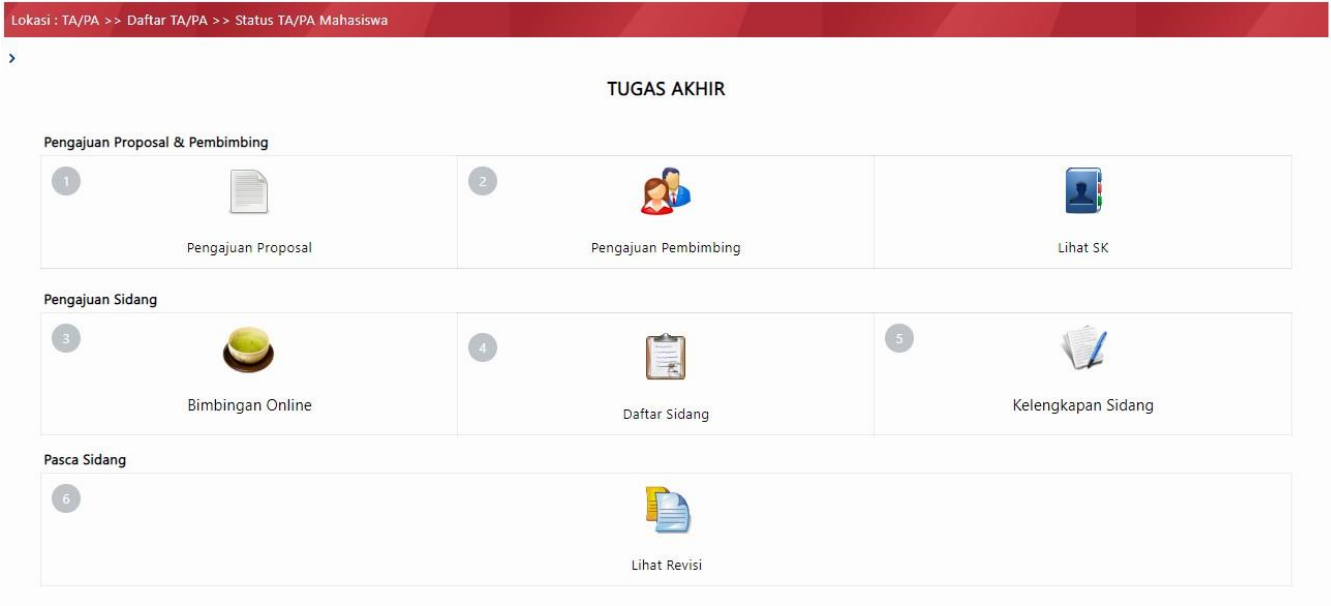 Lokasi : TA/PA >> Daftar TA/PA >> Status TA/PA Mahasiswa
TUGAS AKHIR
Pengajuan Proposal & Pembimbing
1
2
Pengajuan Proposal
Pengajuan Pembimbing
Lihat SK
Pengajuan Sidang
3
4
5
Bimbingan Online
Daftar Sidang
Kelengkapan Sidang
Pasca Sidang
6
Lihat Revisi